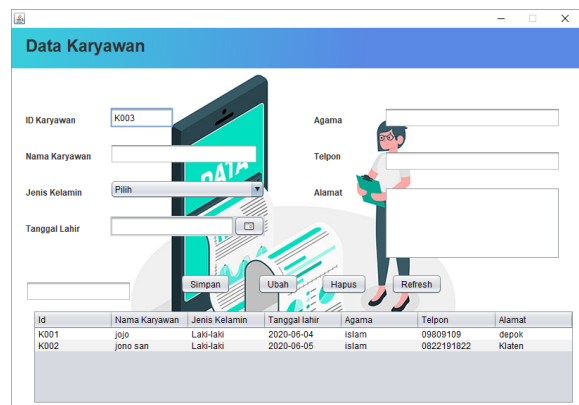 Data Karyawan
ID Karyawan K003 Agama
Nama Karyawan Telpon
Jenis Kelamin Pilih Alamat
Tanggal Lahir
DATA
Simpan Ubah Hapus Refresh
Id Nama Karyawan Jenis Kelamin Tanggal lahir Agama Telpon Alamat
K001 jojo Laki-laki 2020-06-04 islam 09809109 depok
K002 jono san Laki-laki 2020-06-05 islam 0822191822 Klaten